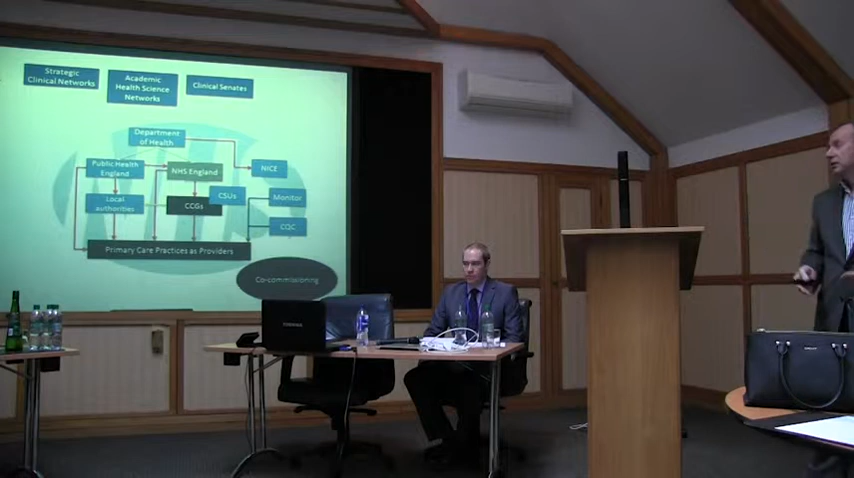 Strategic
Clinical Networks
Academic
Health Science
Networks
Clinical Senates
Department
of Health
Public Health
England
NHS England
NICE
Local
authorities
CSUs
CCGs
Monitor
CQC
Primary Care Practices as Providers
Co-commissioning
TOSHIBA